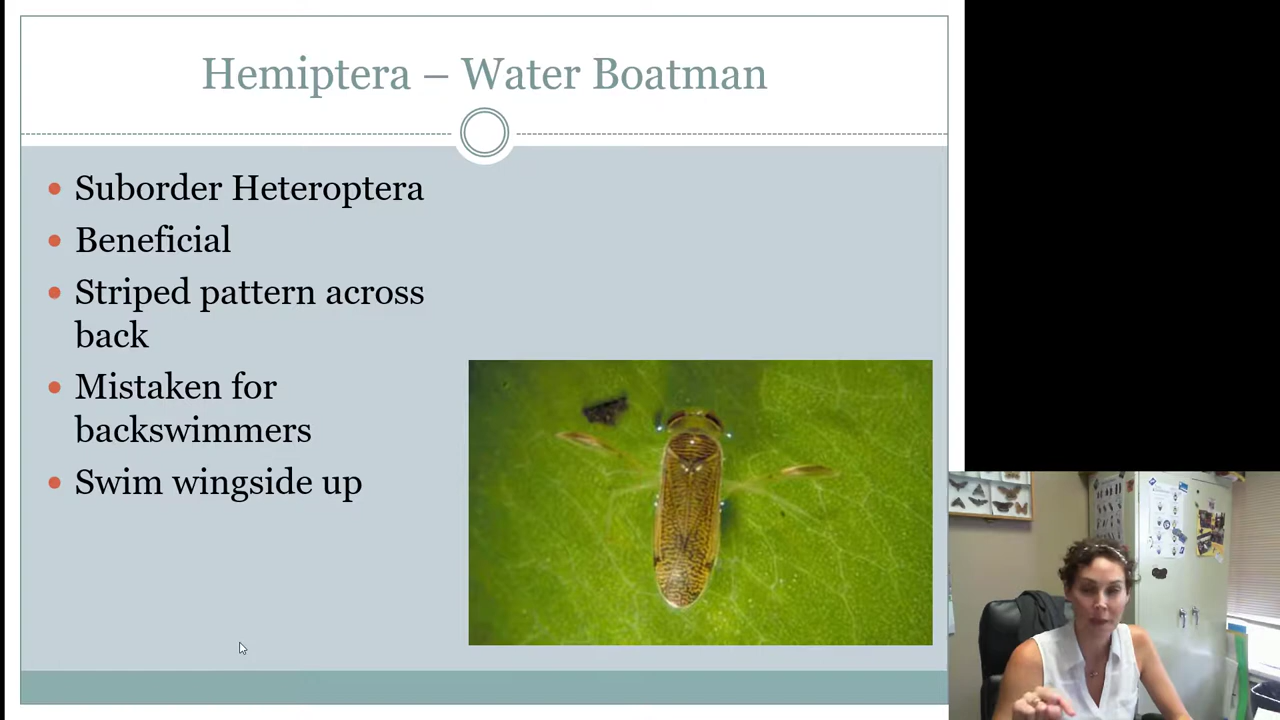 Hemiptera – Water Boatman
• Suborder Heteroptera
• Beneficial
• Striped pattern across
back
• Mistaken for
backswimmers
• Swim wingside up